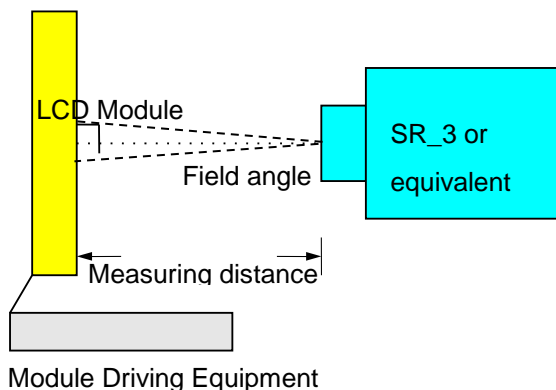 LCD Module
SR_3 or
equivalent
Field angle
Measuring distance
Module Driving Equipment